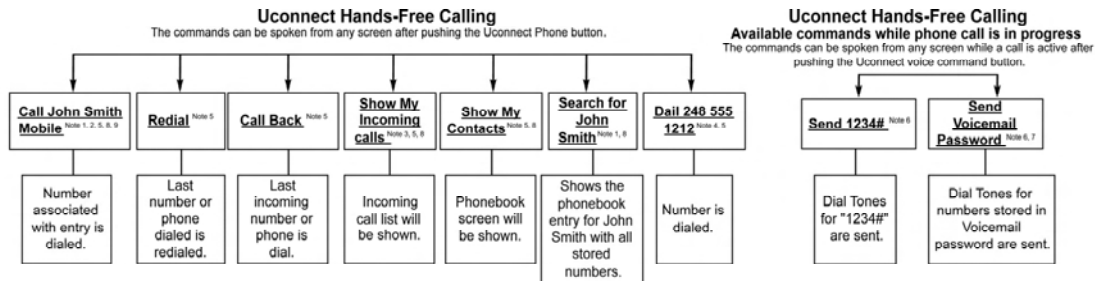 Uconnect Hands-Free Calling
The commands can be spoken from any screen after pushing the Uconnect Phone button.
Call John Smith
Mobile Note 1, 2, 5, 8, 9
Redial Note 5
Call Back Note 5
Show My
Incoming
calls Note 3, 5, 8
Show My
Contacts Note 5, 8
Search for
John
Smith Note 1, 8
Dail 248 555
1212 Note 4, 5
Number
associated
with entry is
dialed.
Last
number or
phone
dialed is
redialed.
Last
incoming
number or
phone is
dial.
Incoming
call list will
be shown.
Phonebook
screen will
be shown.
Shows the
phonebook
entry for John
Smith with all
stored
numbers.
Number is
dialed.
Uconnect Hands-Free Calling
Available commands while phone call is in progress
The commands can be spoken from any screen while a call is active after
pushing the Uconnect voice command button.
Send 1234# Note 6
Send
Voicemail
Password Note 6, 7
Dial Tones
for "1234#"
are sent.
Dial Tones for
numbers stored in
Voicemail
password are sent.